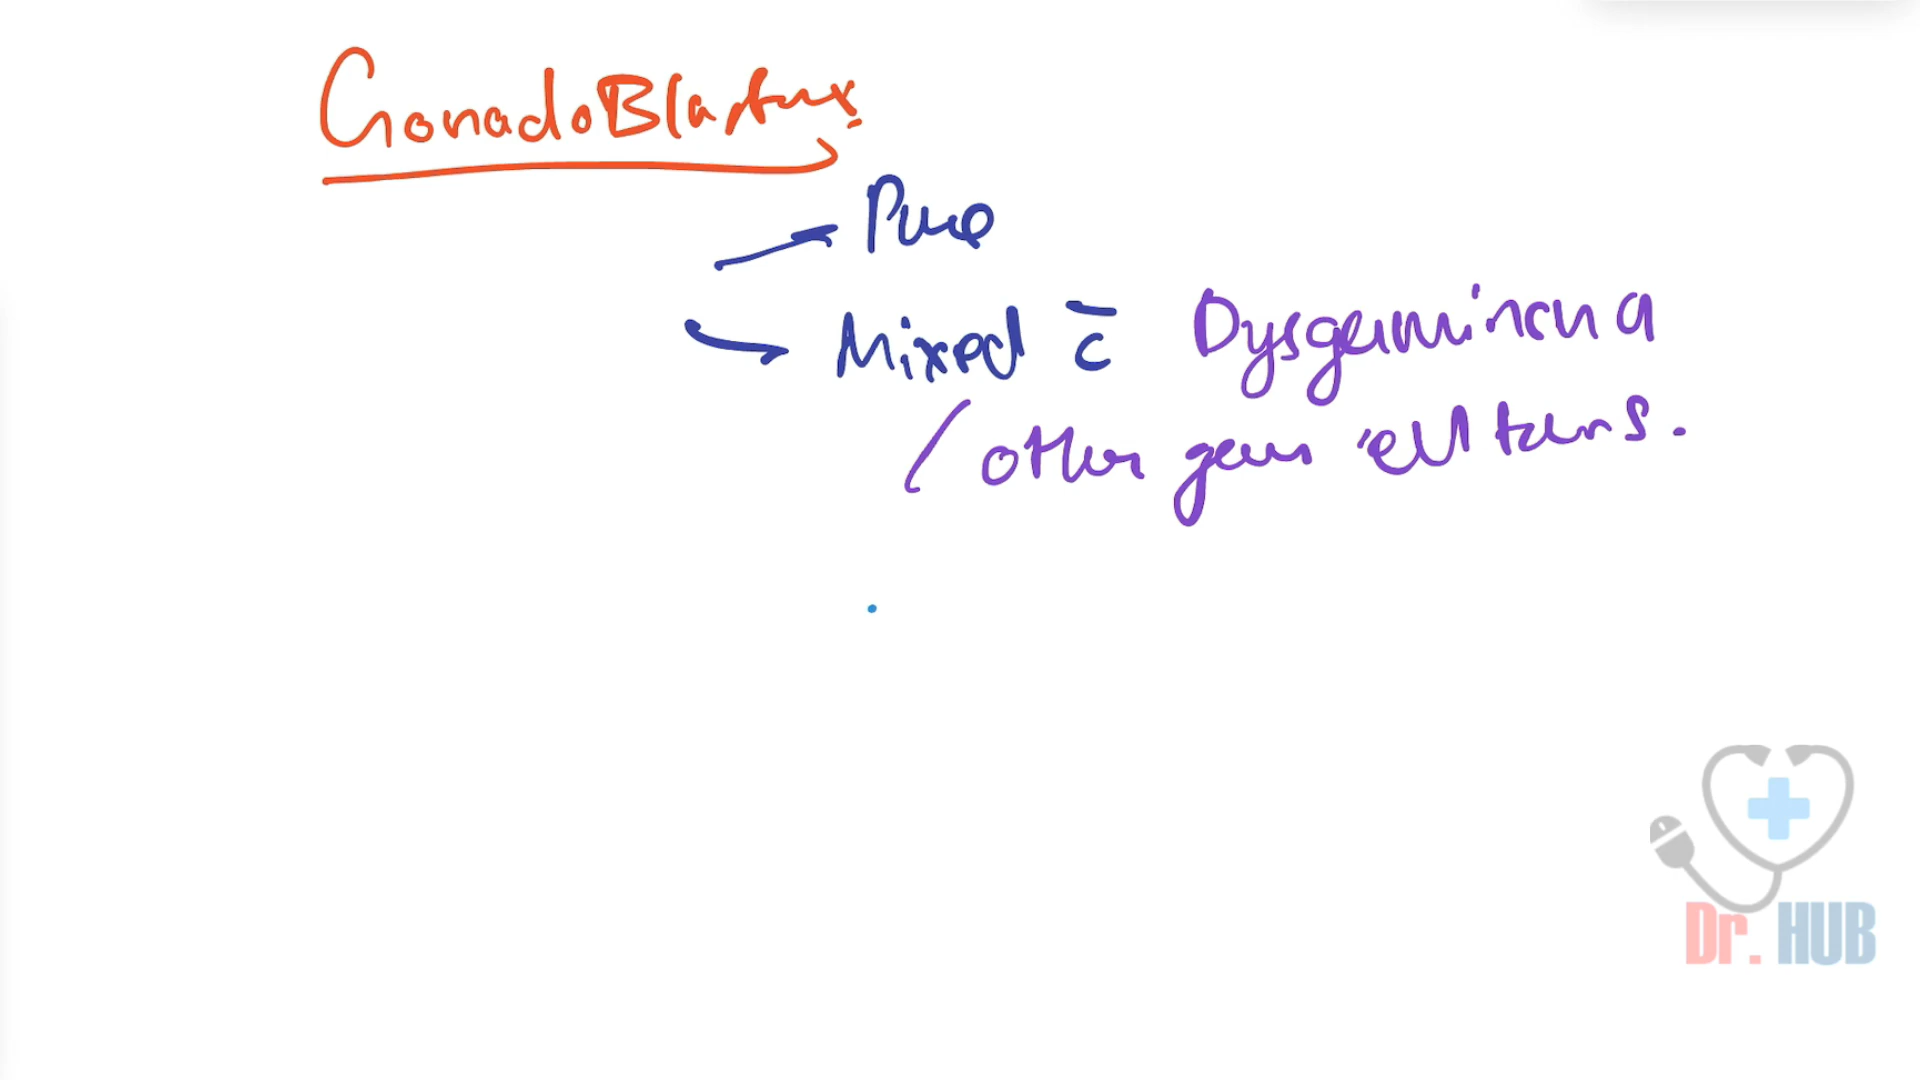 GonadoBlastoma
Pure
Mixed c̄ Dysgerminoma
/ other germ cell tumors.
Dr. HUB